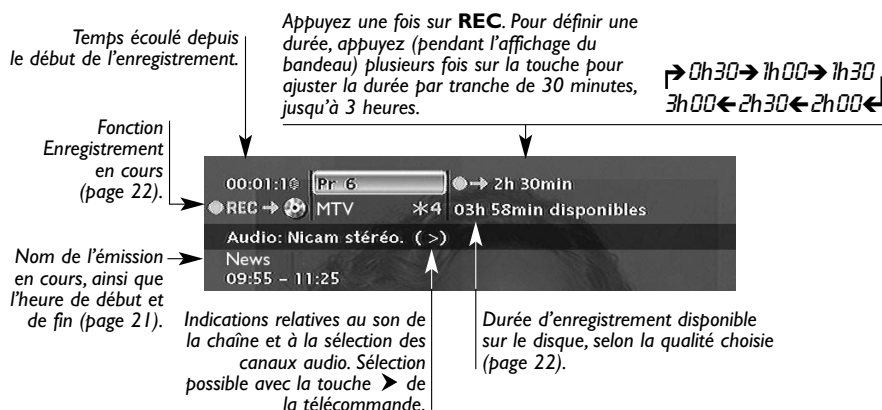 Temps écoulé depuis
le début de l'enregistrement.
Appuyez une fois sur REC. Pour définir une
durée, appuyez (pendant l'affichage du
bandeau) plusieurs fois sur la touche pour
ajuster la durée par tranche de 30 minutes,
jusqu'à 3 heures.
➔ 0h30 ➔ 1h00 ➔ 1h30
3h00 ← 2h30 ← 2h00 ←
Fonction
Enregistrement
en cours
(page 22).
00:01:10 Pr 6 ●→ 2h 30min
●REC → MTV ✳4 03h 58min disponibles
Audio: Nicam stéréo. ( >)
News
09:55 - 11:25
Nom de l'émission
en cours, ainsi que
l'heure de début et
de fin (page 21).
Indications relatives au son de
la chaîne et à la sélection des
canaux audio. Sélection
possible avec la touche ➤ de
la télécommande.
Durée d'enregistrement disponible
sur le disque, selon la qualité choisie
(page 22).